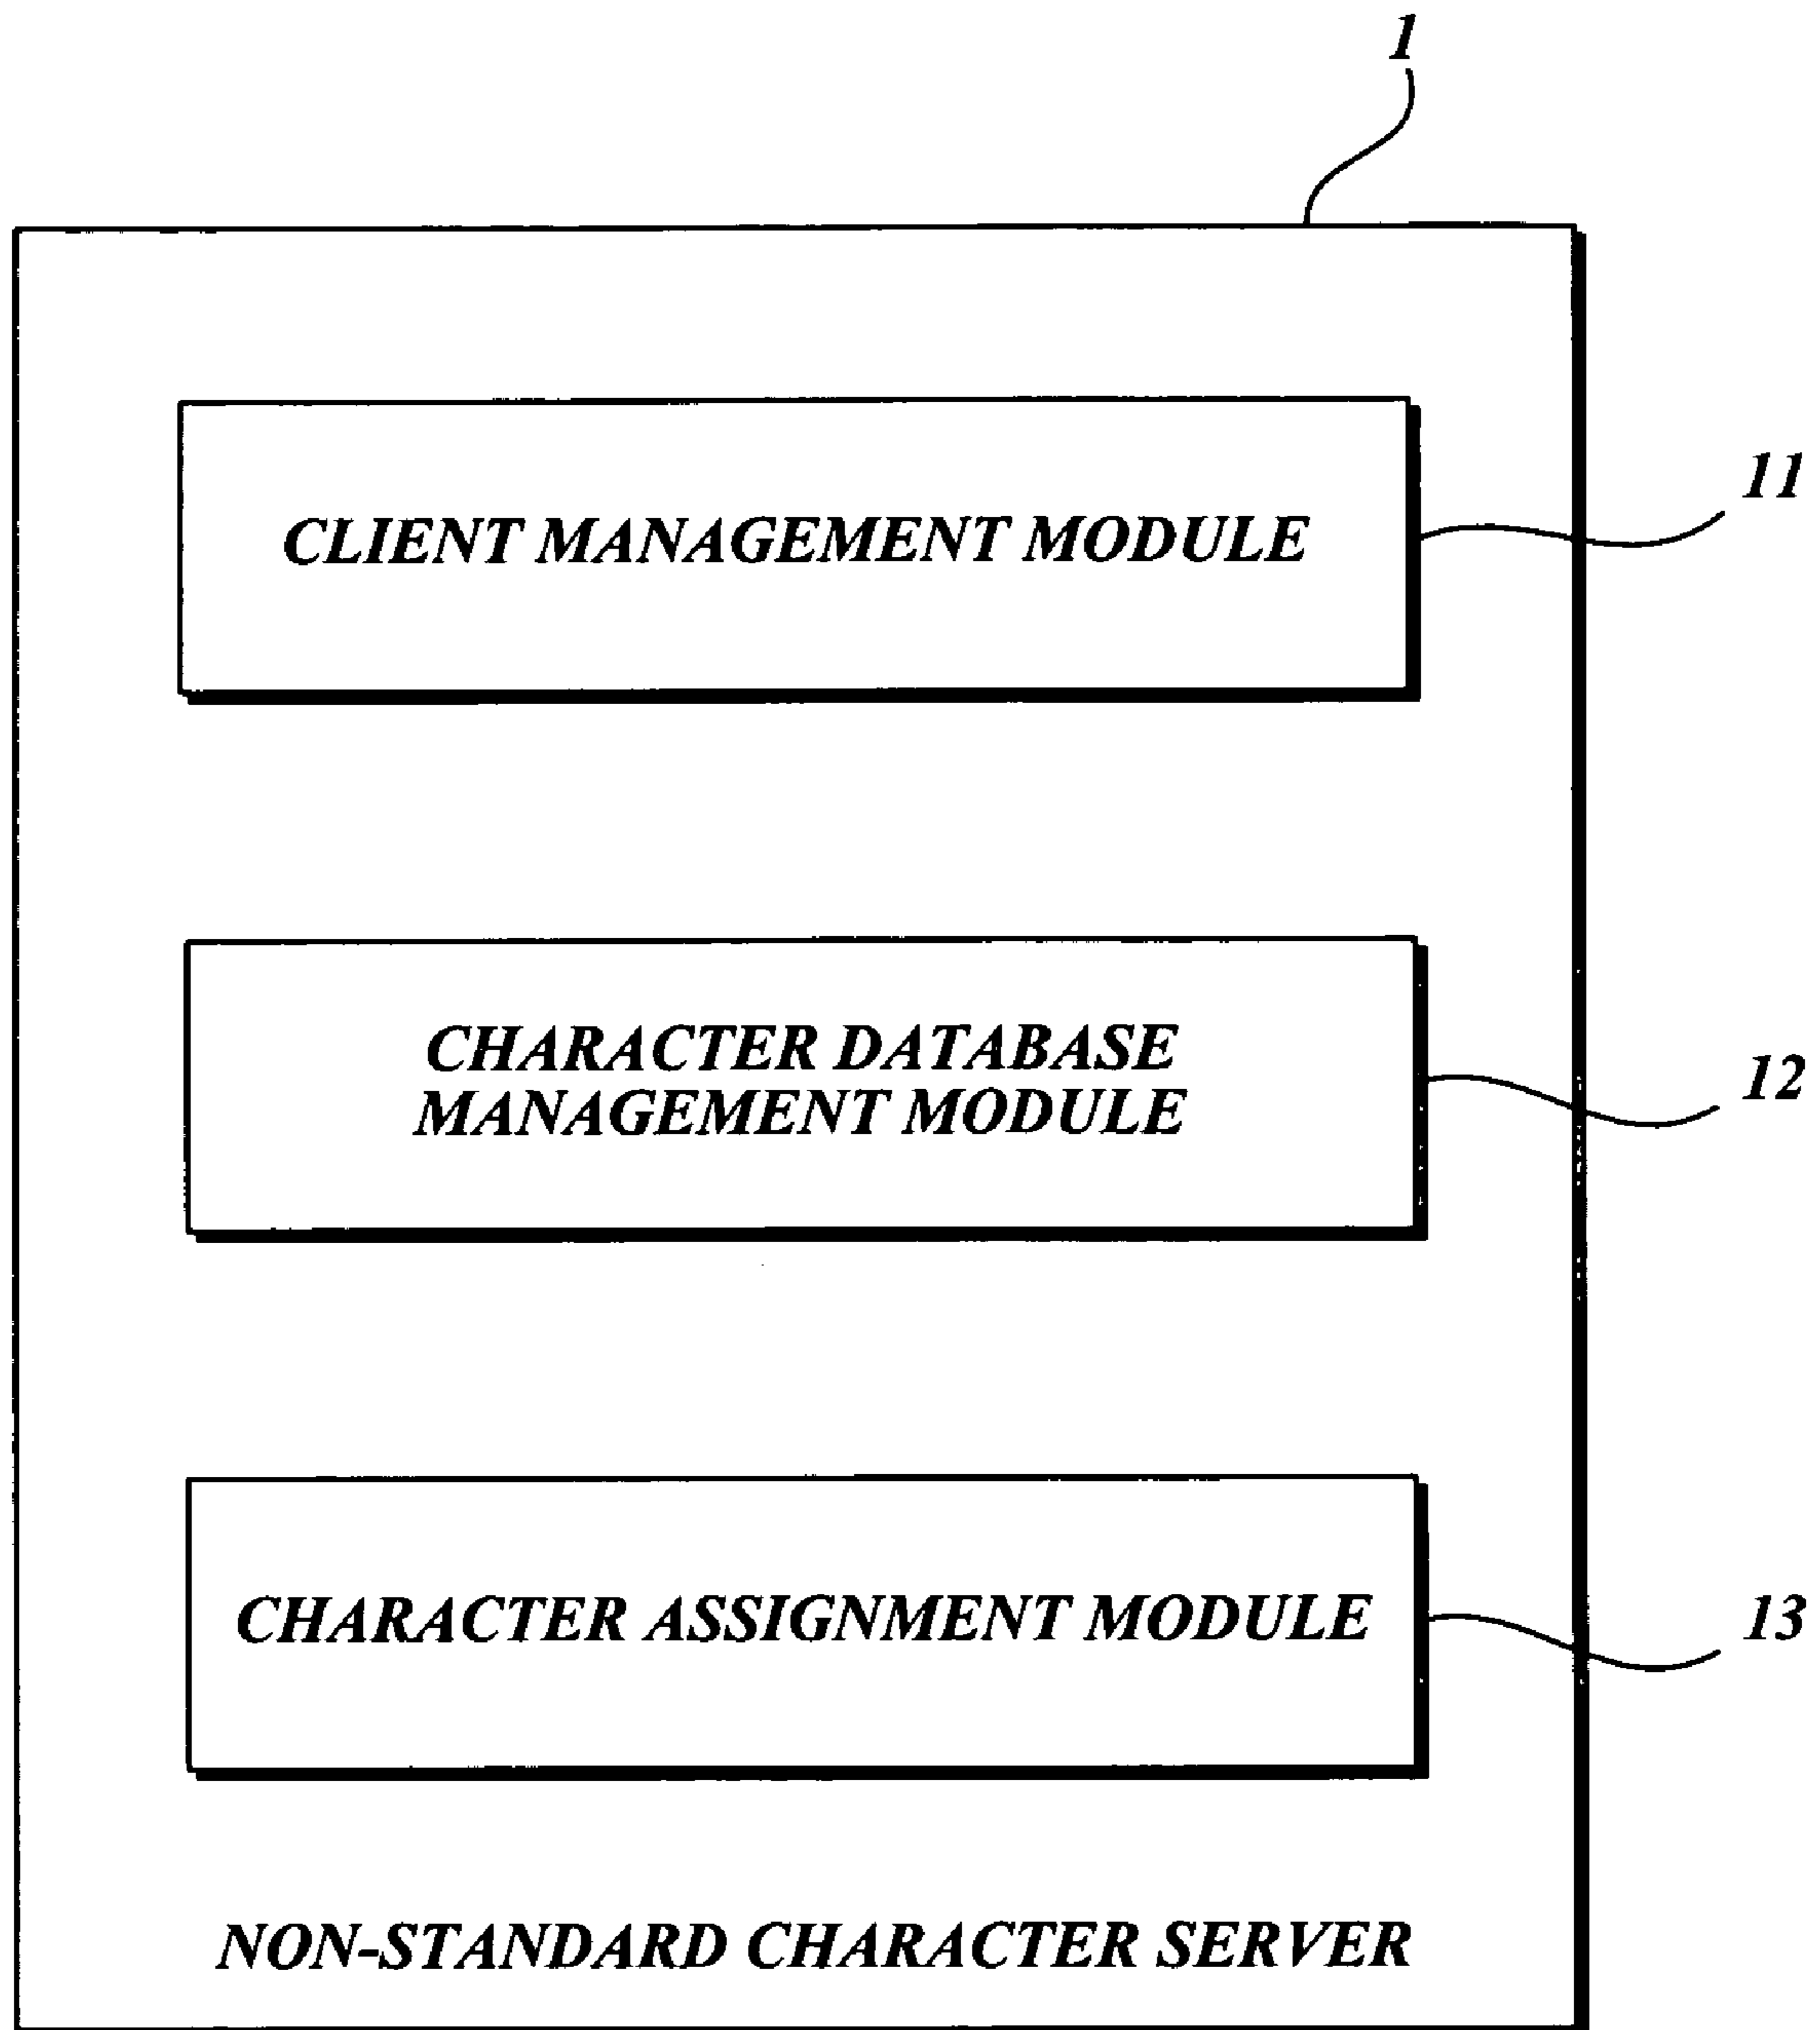 1
CLIENT MANAGEMENT MODULE
11
CHARACTER DATABASE
MANAGEMENT MODULE
12
CHARACTER ASSIGNMENT MODULE
13
NON-STANDARD CHARACTER SERVER